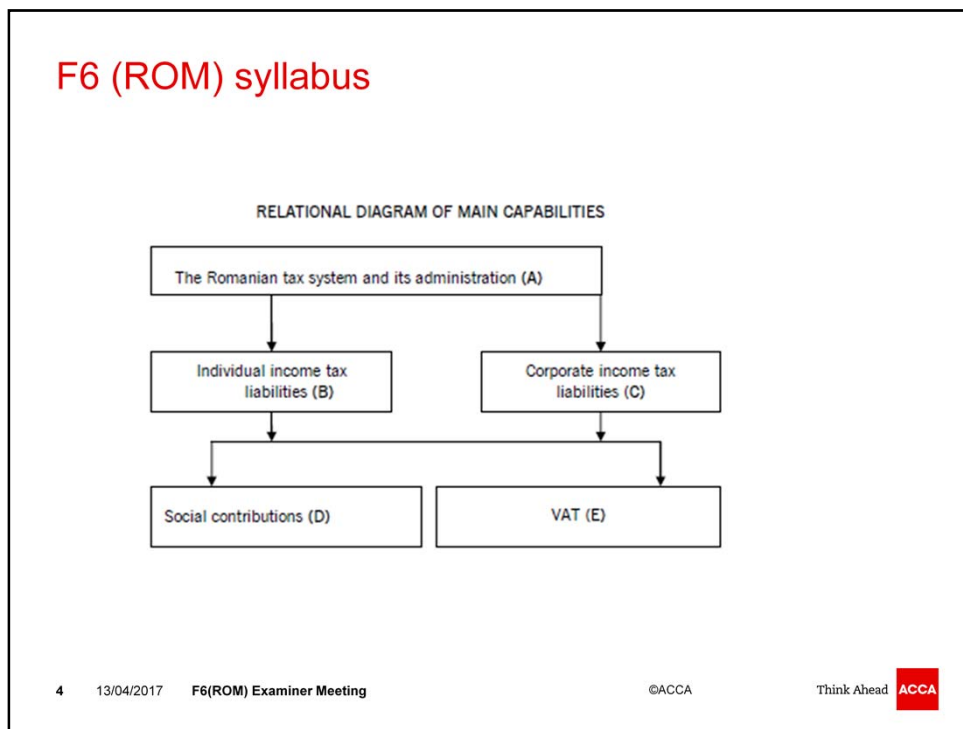 F6 (ROM) syllabus
RELATIONAL DIAGRAM OF MAIN CAPABILITIES
The Romanian tax system and its administration (A)
Individual income tax
liabilities (B)
Corporate income tax
liabilities (C)
Social contributions (D)
VAT (E)
4 13/04/2017 F6(ROM) Examiner Meeting ©ACCA Think Ahead ACCA